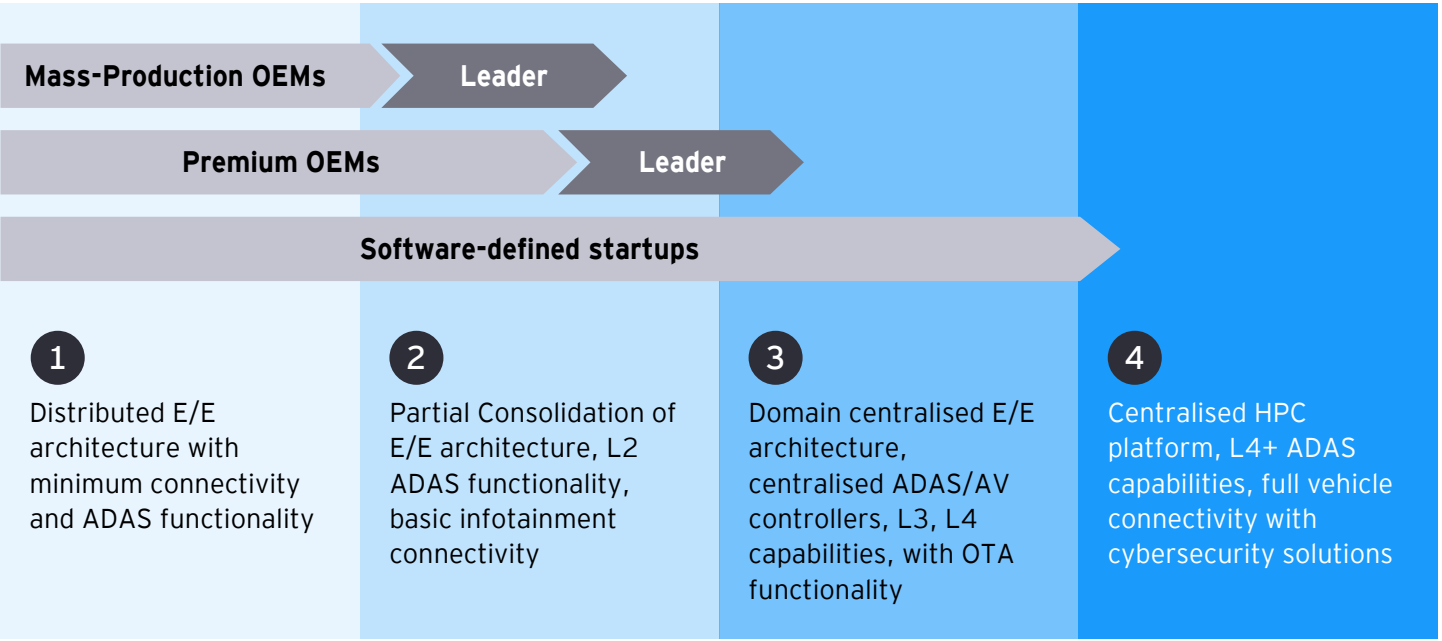 Mass-Production OEMs
Leader
Premium OEMs
Leader
Software-defined startups
1
Distributed E/E
architecture with
minimum connectivity
and ADAS functionality
2
Partial Consolidation of
E/E architecture, L2
ADAS functionality,
basic infotainment
connectivity
3
Domain centralised E/E
architecture,
centralised ADAS/AV
controllers, L3, L4
capabilities, with OTA
functionality
4
Centralised HPC
platform, L4+ ADAS
capabilities, full vehicle
connectivity with
cybersecurity solutions